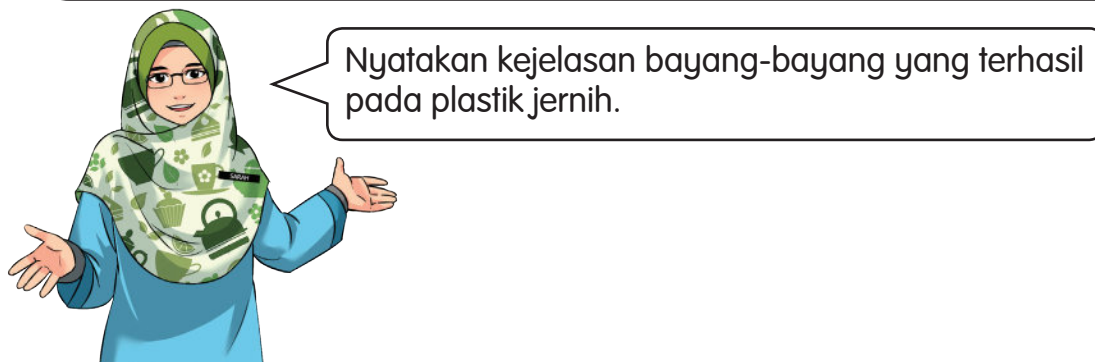 Nyatakan kejelasan bayang-bayang yang terhasil
pada plastik jernih.
SARAH